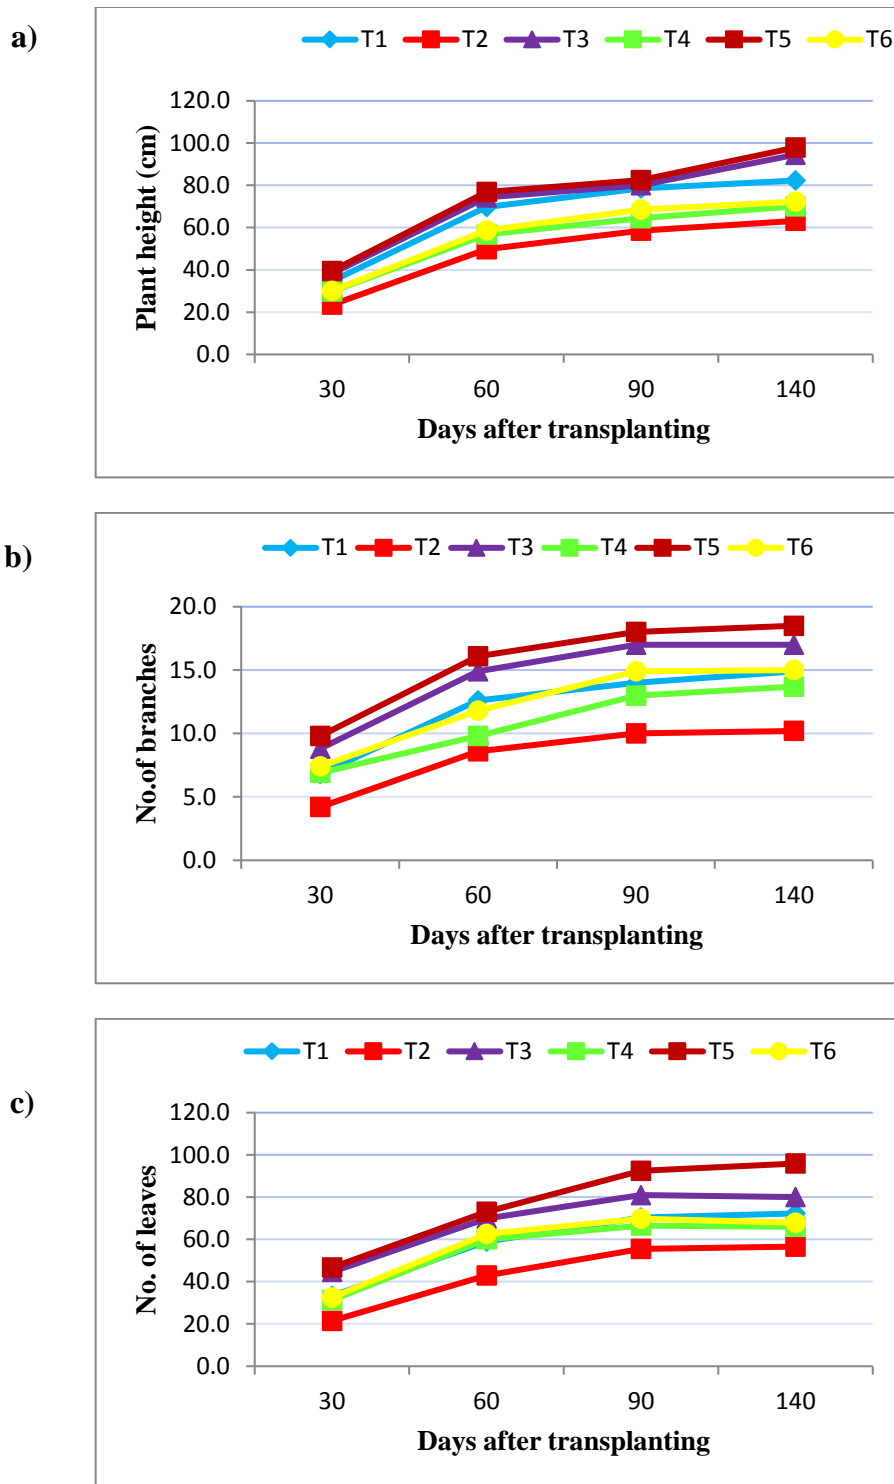 a)
T1 T2 T3 T4 T5 T6
120.0
100.0
80.0
60.0
40.0
20.0
0.0
Plant height (cm)
30 60 90 140
Days after transplanting
b)
T1 T2 T3 T4 T5 T6
20.0
15.0
10.0
5.0
0.0
No.of branches
30 60 90 140
Days after transplanting
c)
T1 T2 T3 T4 T5 T6
120.0
100.0
80.0
60.0
40.0
20.0
0.0
No. of leaves
30 60 90 140
Days after transplanting